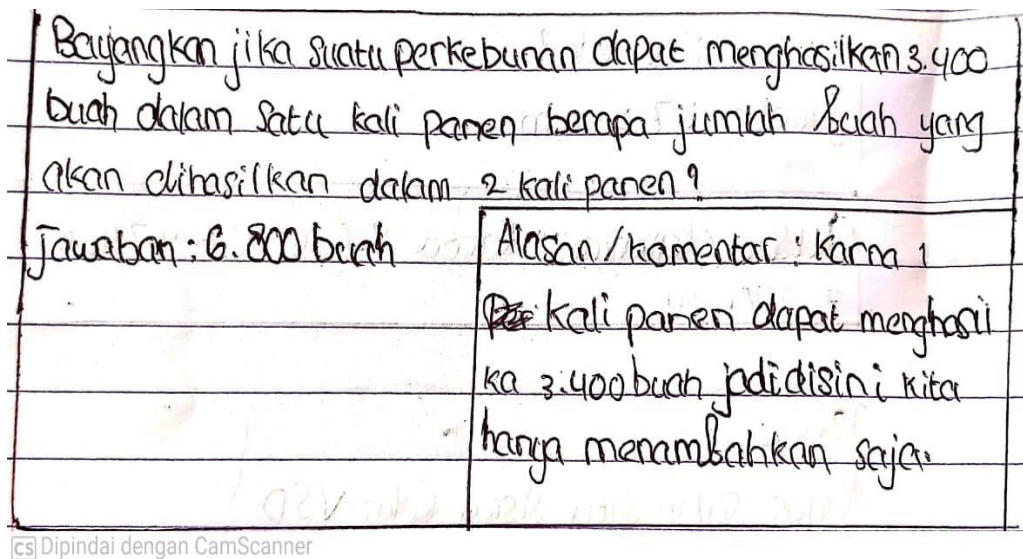 Bayangkan jika suatu perkebunan dapat menghasilkan 3.400
buah dalam satu kali panen berapa jumlah buah yang
akan dihasilkan dalam 2 kali panen?
Jawaban : 6.800 buah
Alasan/komentar : Karna 1
kali panen dapat menghasil
ka 3.400 buah jadi disini kita
hanya menambahkan saja.
CS Dipindai dengan CamScanner